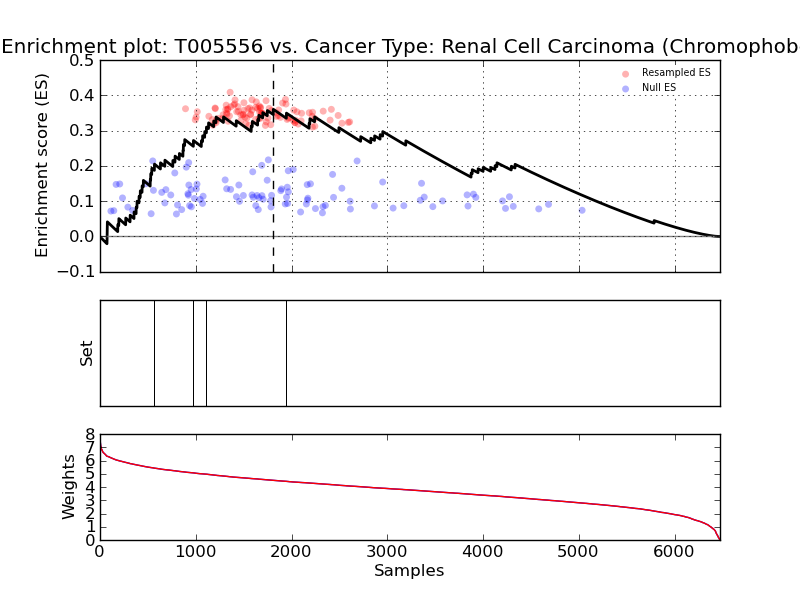 Enrichment plot: T005556 vs. Cancer Type: Renal Cell Carcinoma (Chromophob
Resampled ES
Null ES
Enrichment score (ES)
0.5
0.4
0.3
0.2
0.1
0.0
−0.1
Set
Weights
8
7
6
5
4
3
2
1
0
0 1000 2000 3000 4000 5000 6000
Samples